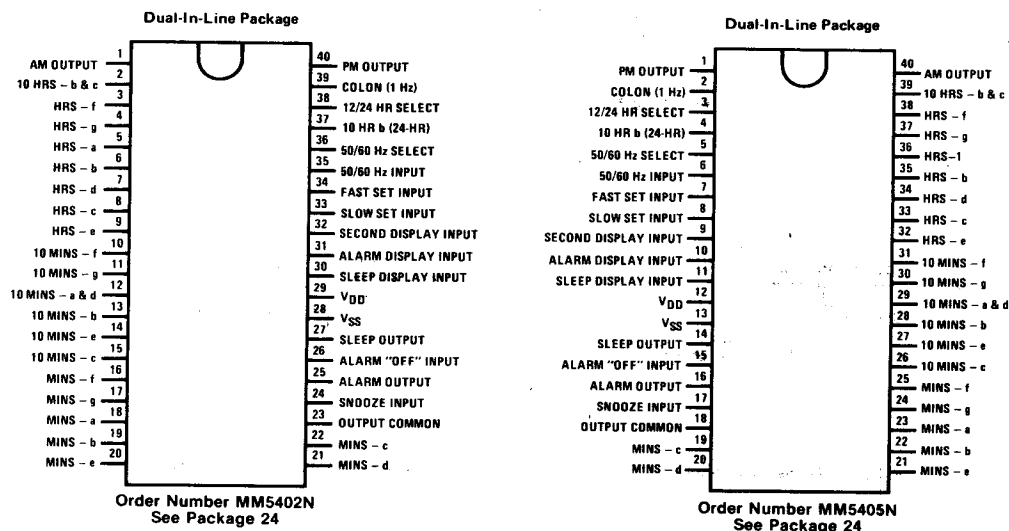 Dual-In-Line Package
AM OUTPUT 1
10 HRS – b & c 2
HRS – f 3
HRS – g 4
HRS – a 5
HRS – b 6
HRS – d 7
HRS – c 8
HRS – e 9
10 MINS – f 10
10 MINS – g 11
10 MINS – a & d 12
10 MINS – b 13
10 MINS – e 14
10 MINS – c 15
MINS – f 16
MINS – g 17
MINS – a 18
MINS – b 19
MINS – e 20
40 PM OUTPUT
39 COLON (1 Hz)
38 12/24 HR SELECT
37 10 HR b (24-HR)
36 50/60 Hz SELECT
35 50/60 Hz INPUT
34 FAST SET INPUT
33 SLOW SET INPUT
32 SECOND DISPLAY INPUT
31 ALARM DISPLAY INPUT
30 SLEEP DISPLAY INPUT
29 VDD
28 VSS
27 SLEEP OUTPUT
26 ALARM "OFF" INPUT
25 ALARM OUTPUT
24 SNOOZE INPUT
23 OUTPUT COMMON
22 MINS – c
21 MINS – d
Order Number MM5402N
See Package 24
Dual-In-Line Package
PM OUTPUT 1
COLON (1 Hz) 2
12/24 HR SELECT 3
10 HR b (24-HR) 4
50/60 Hz SELECT 5
50/60 Hz INPUT 6
FAST SET INPUT 7
SLOW SET INPUT 8
SECOND DISPLAY INPUT 9
ALARM DISPLAY INPUT 10
SLEEP DISPLAY INPUT 11
VDD 12
VSS 13
SLEEP OUTPUT 14
ALARM "OFF" INPUT 15
ALARM OUTPUT 16
SNOOZE INPUT 17
OUTPUT COMMON 18
MINS – c 19
MINS – d 20
40 AM OUTPUT
39 10 HRS – b & c
38 HRS – f
37 HRS – g
36 HRS–1
35 HRS – b
34 HRS – d
33 HRS – c
32 HRS – e
31 10 MINS – f
30 10 MINS – g
29 10 MINS – a & d
28 10 MINS – b
27 10 MINS – e
26 10 MINS – c
25 MINS – f
24 MINS – g
23 MINS – a
22 MINS – b
21 MINS – e
Order Number MM5405N
See Package 24